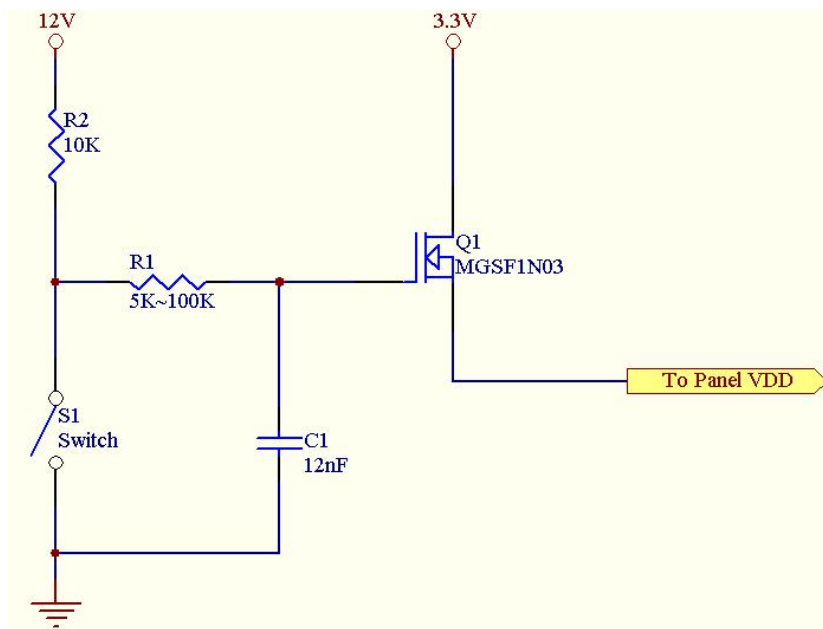 12V
3.3V
R2
10K
R1
5K~100K
Q1
MGSF1N03
To Panel VDD
S1
Switch
C1
12nF